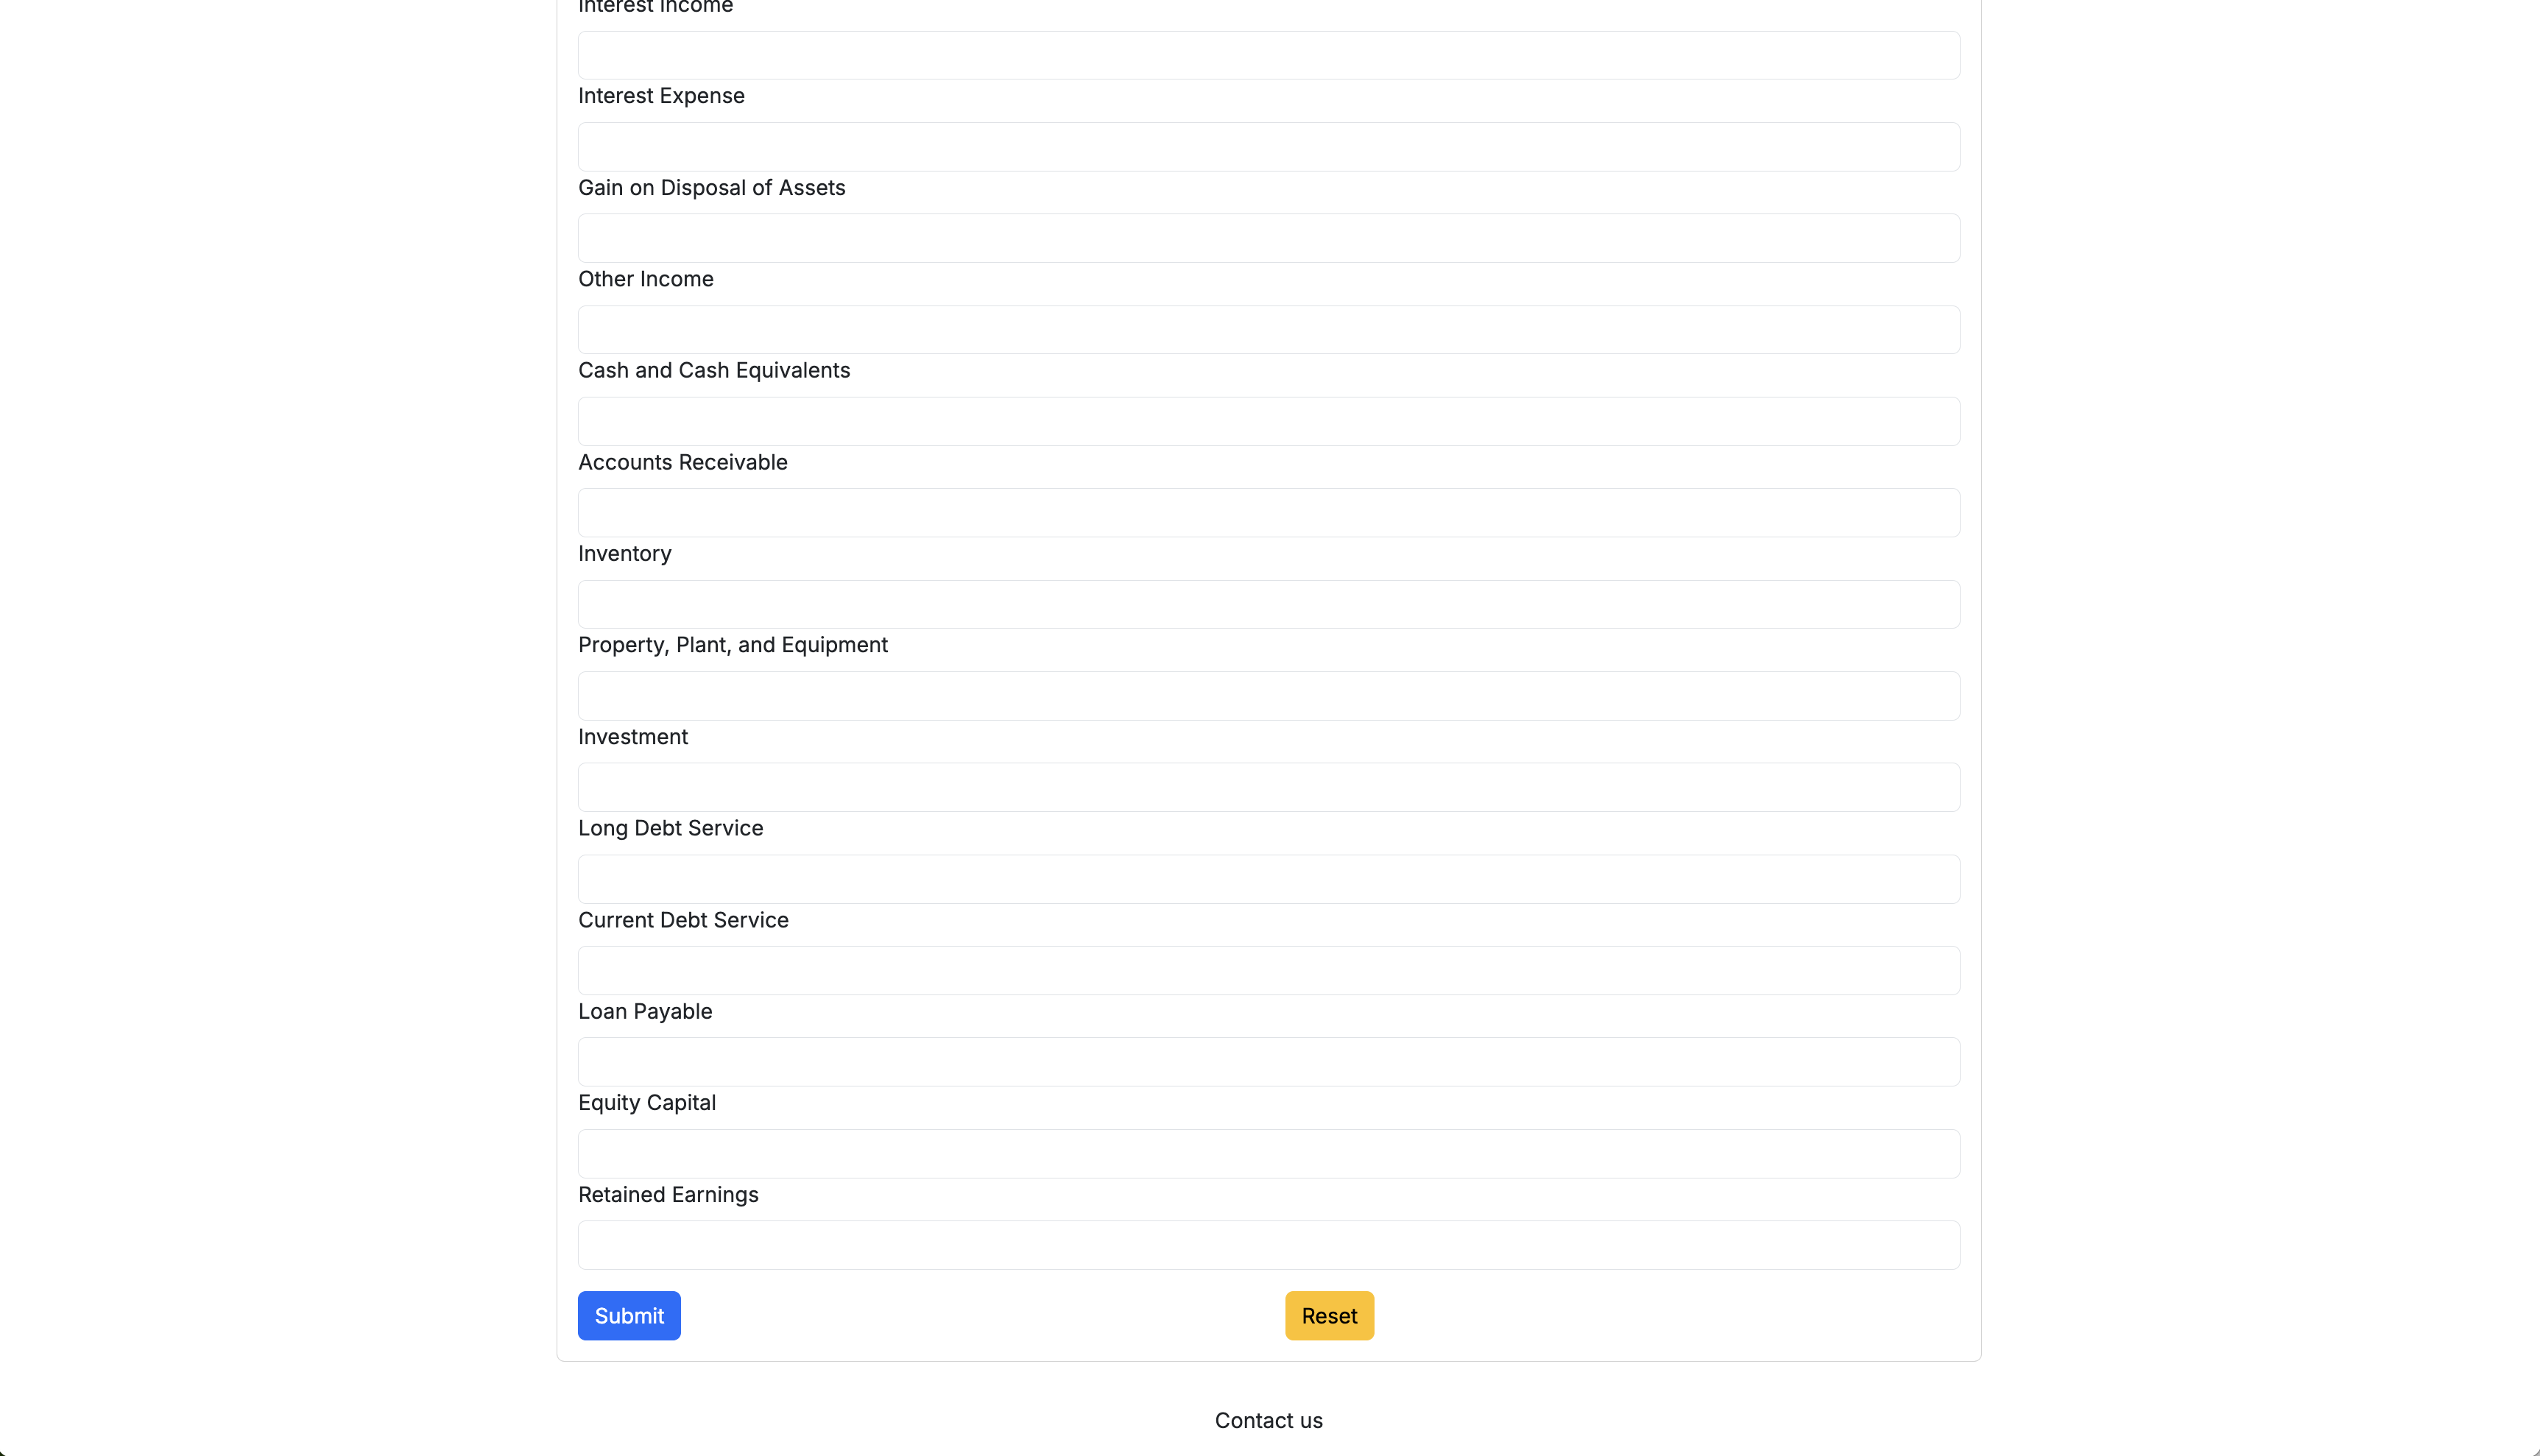 Interest Income
Interest Expense
Gain on Disposal of Assets
Other Income
Cash and Cash Equivalents
Accounts Receivable
Inventory
Property, Plant, and Equipment
Investment
Long Debt Service
Current Debt Service
Loan Payable
Equity Capital
Retained Earnings
Submit
Reset
Contact us